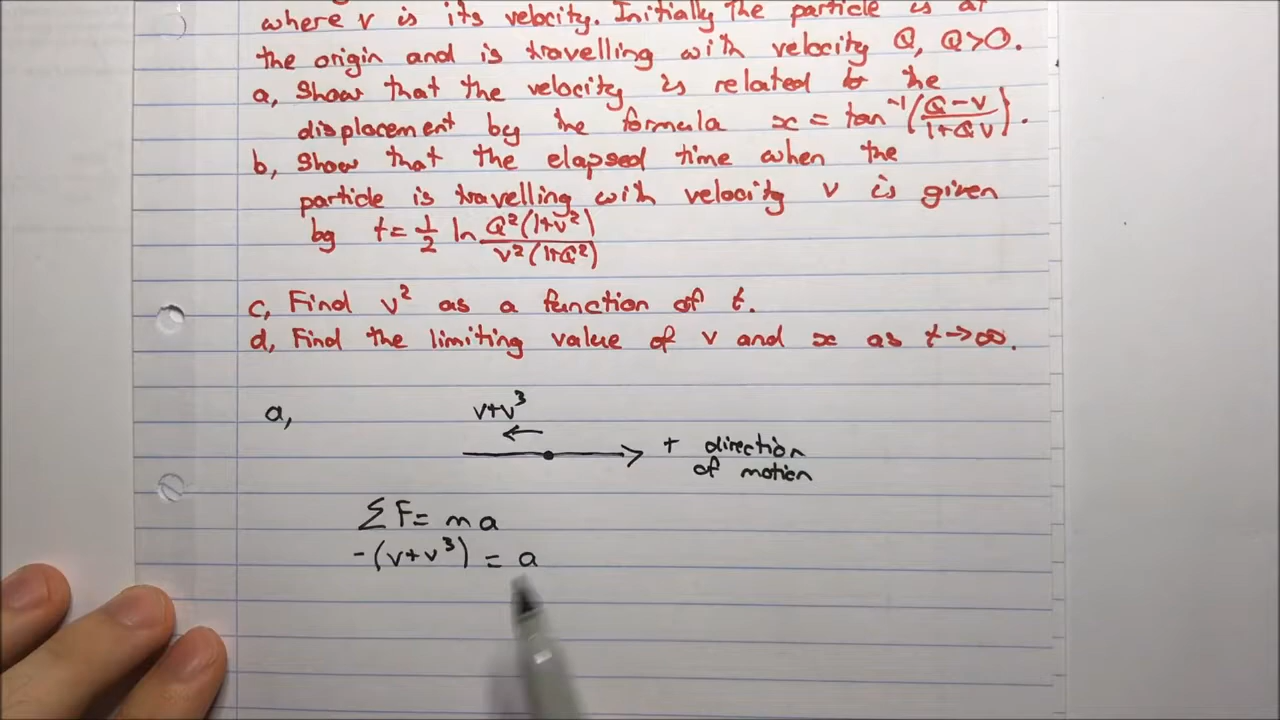 where v is its velocity. Initially the particle is at
the origin and is travelling with velocity Q, Q>0.
a, Show that the velocity is related to the
displacement by the formula x = tan⁻¹((Q-v)/(1+Qv)).
b, Show that the elapsed time when the
particle is travelling with velocity v is given
by t = 1/2 ln (Q²(1+v²))/(v²(1+Q²))
c, Find v² as a function of t.
d, Find the limiting value of v and x as t→∞.
a,
v+v³
+ direction
of motion
ΣF = ma
-(v+v³) = a